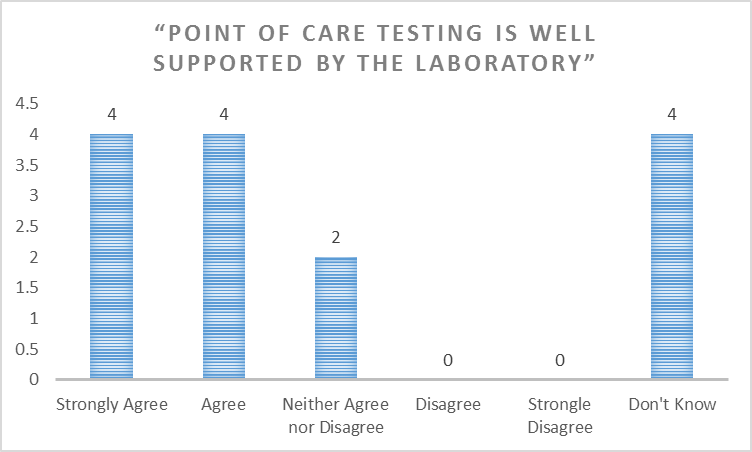 “POINT OF CARE TESTING IS WELL
SUPPORTED BY THE LABORATORY”
4.5
4
3.5
3
2.5
2
1.5
1
0.5
0
4
4
2
0
0
4
Strongly Agree
Agree
Neither Agree
nor Disagree
Disagree
Strongle
Disagree
Don't Know